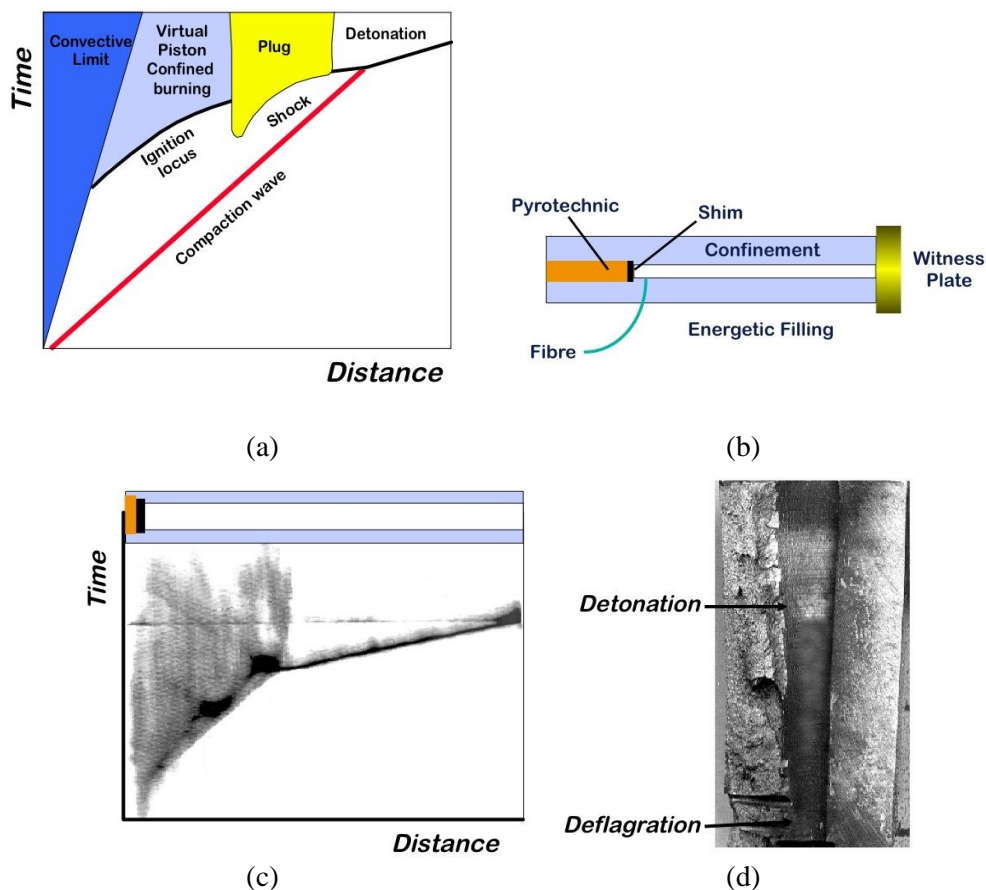 Time
Convective
Limit
Virtual
Piston
Confined
burning
Plug
Detonation
Ignition
locus
Shock
Compaction wave
Distance
Pyrotechnic
Shim
Confinement
Witness
Plate
Energetic Filling
Fibre
(a)
(b)
Time
Distance
Detonation
Deflagration
(c)
(d)